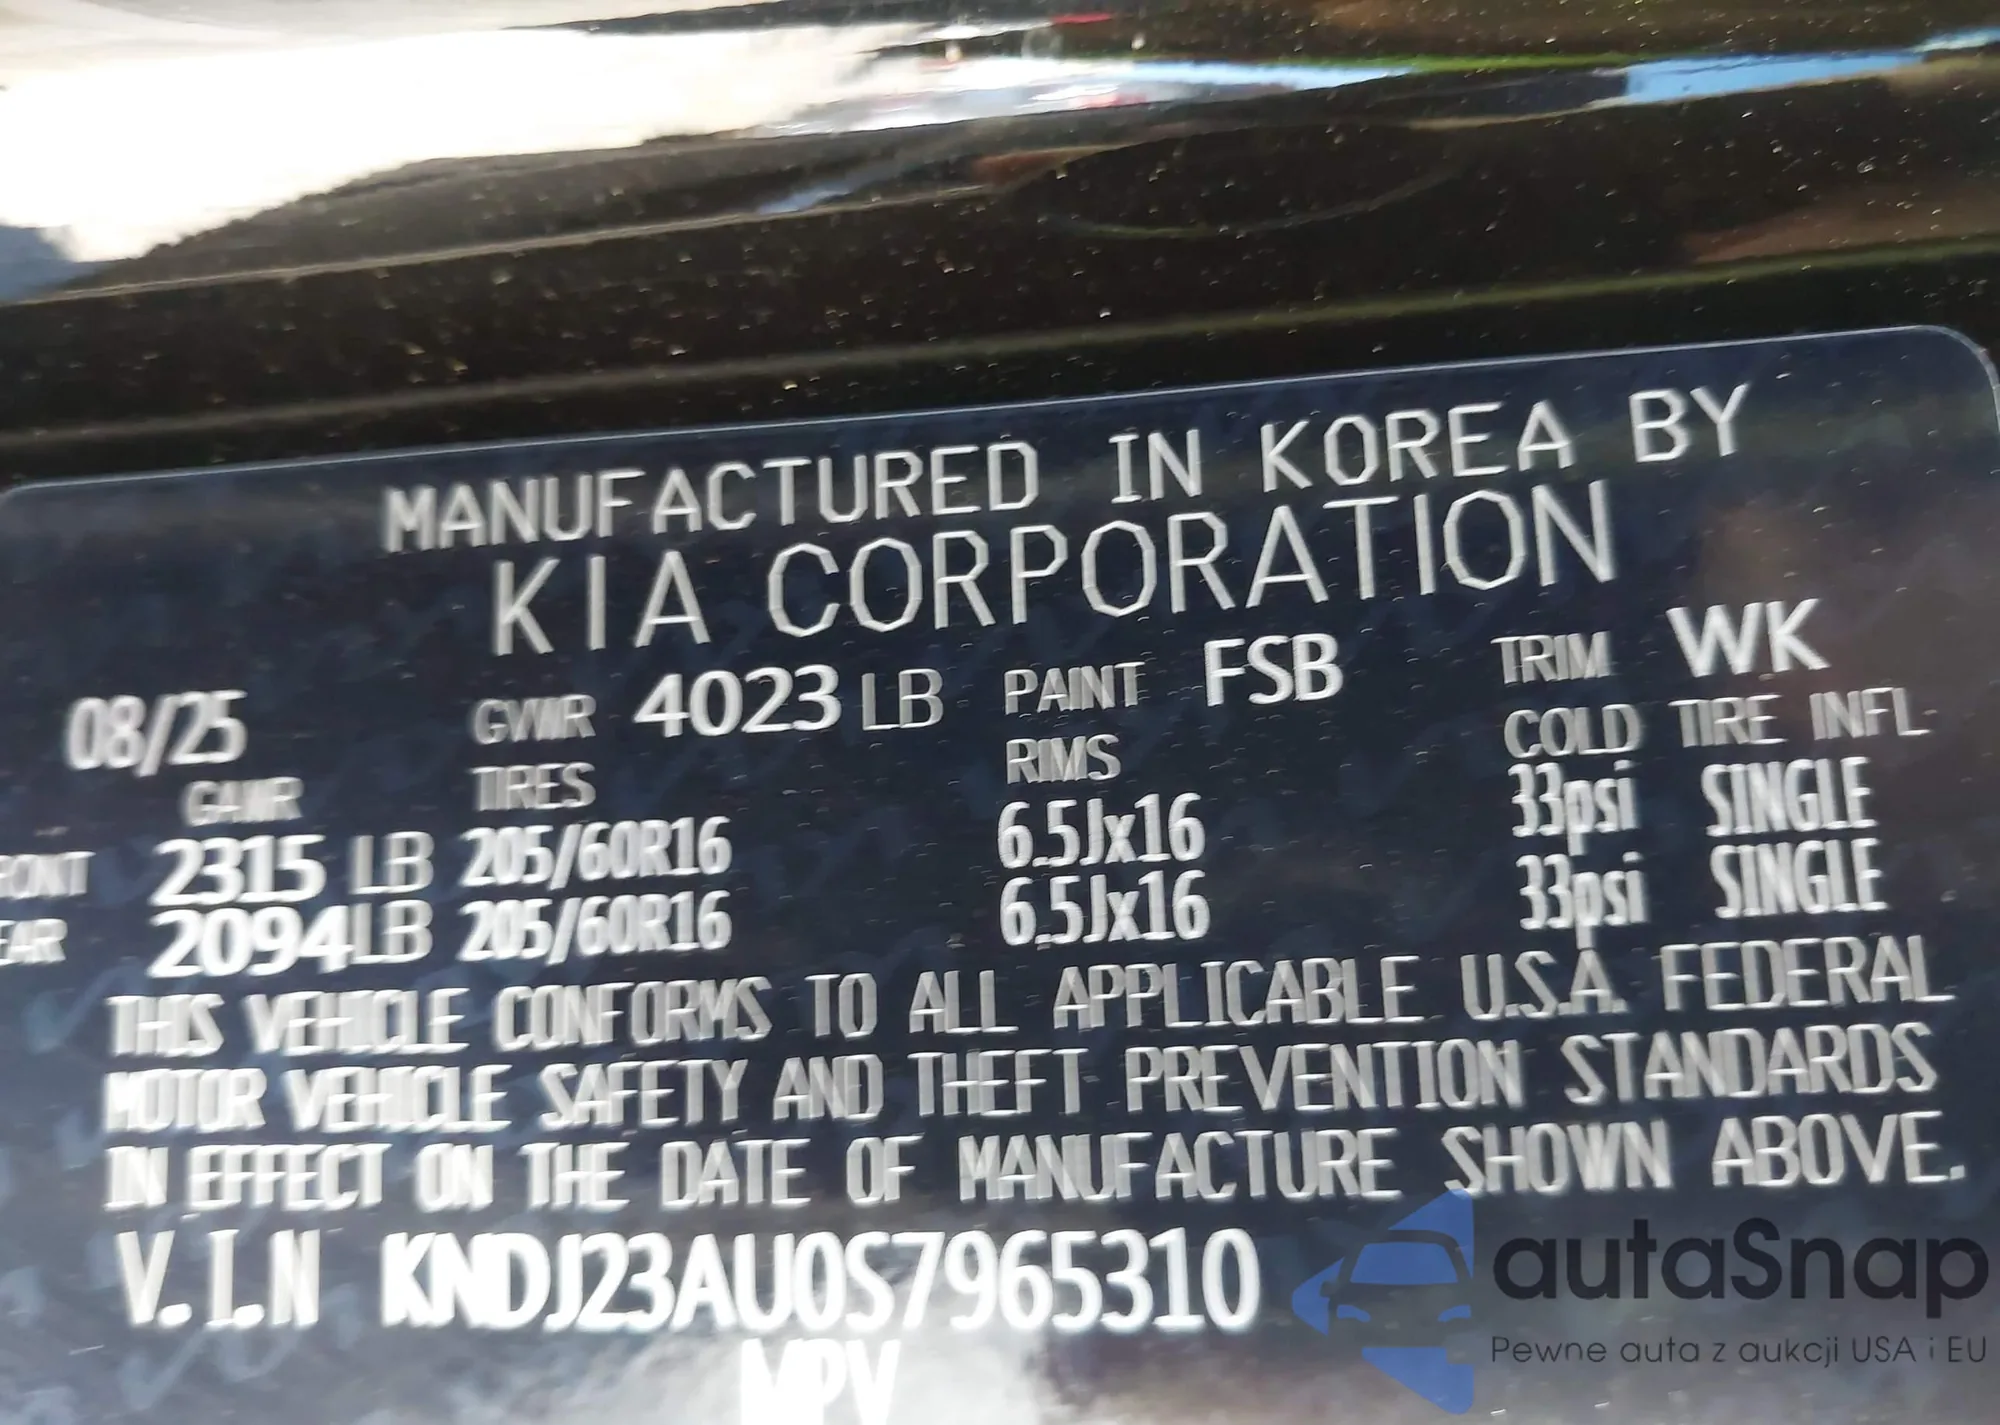 MANUFACTURED IN KOREA BY
KIA CORPORATION
08/25 GVWR 4023 LB PAINT FSB TRIM WK
GAWR TIRES RIMS COLD TIRE INFL.
RONT 2315 LB 205/60R16 6.5Jx16 33psi SINGLE
EAR 2094LB 205/60R16 6.5Jx16 33psi SINGLE
THIS VEHICLE CONFORMS TO ALL APPLICABLE U.S.A. FEDERAL
MOTOR VEHICLE SAFETY AND THEFT PREVENTION STANDARDS
IN EFFECT ON THE DATE OF MANUFACTURE SHOWN ABOVE.
V.I.N KNDJ23AU0S7965310
MPV
autaSnap
Pewne auta z aukcji USA i EU